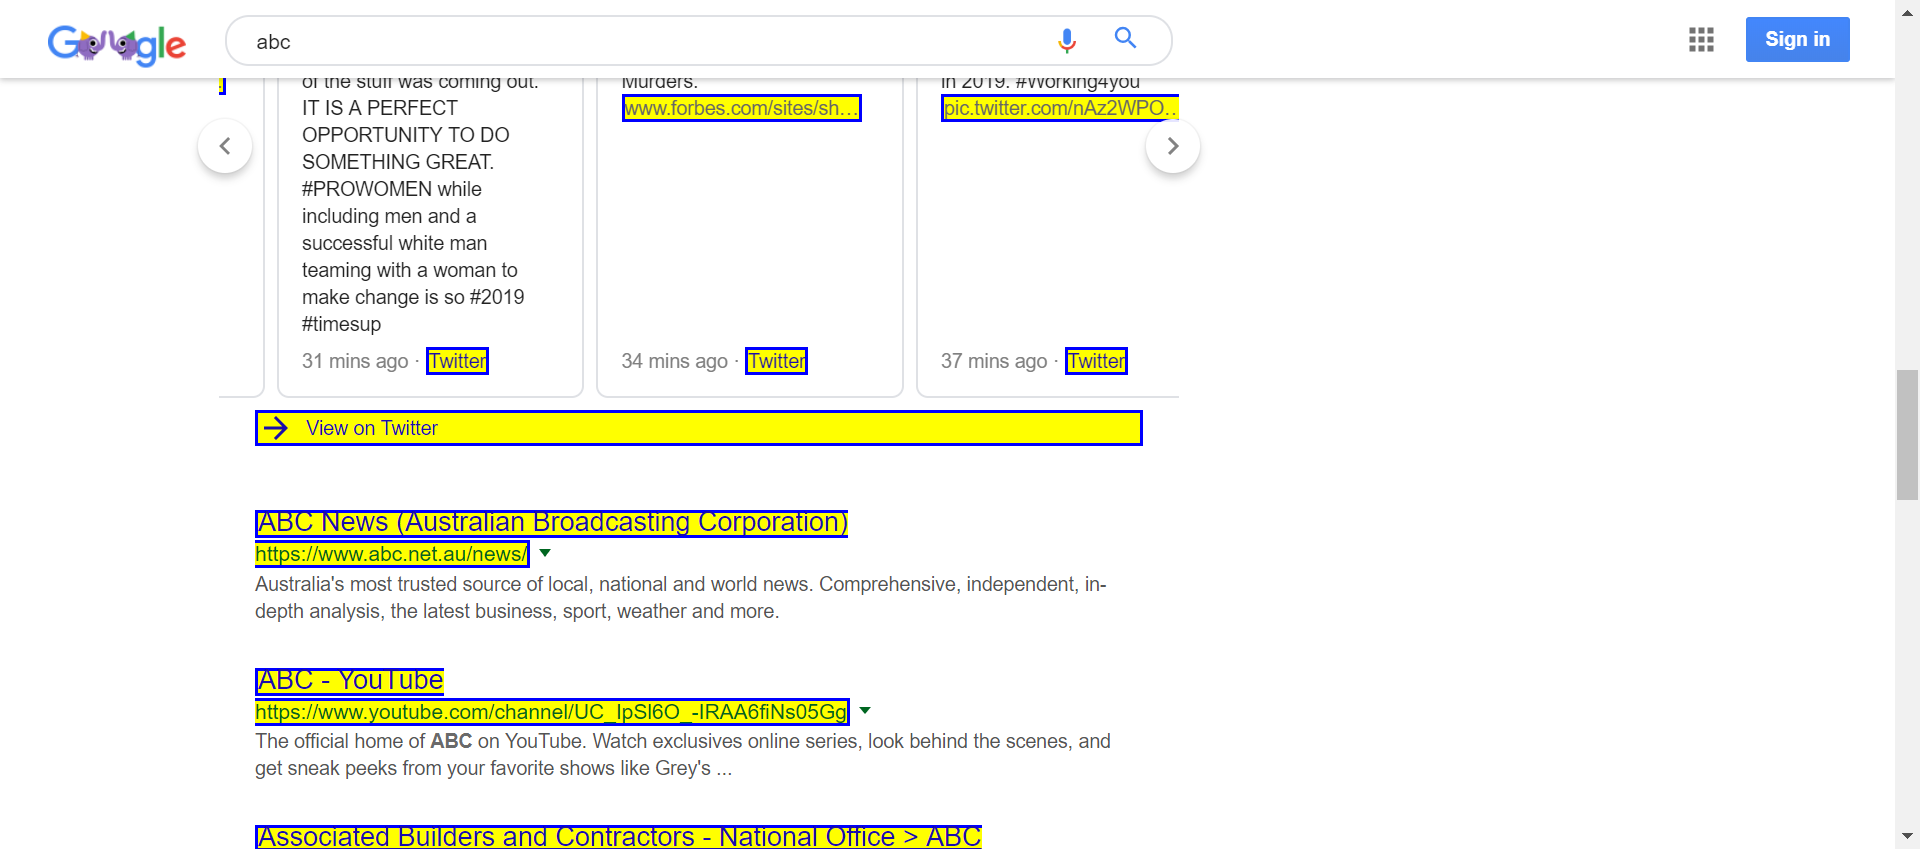 Google
abc
Sign in
of the stuff was coming out.
IT IS A PERFECT
OPPORTUNITY TO DO
SOMETHING GREAT.
#PROWOMEN while
including men and a
successful white man
teaming with a woman to
make change is so #2019
#timesup
31 mins ago · Twitter
Murders.
www.forbes.com/sites/sh…
34 mins ago · Twitter
in 2019. #Working4you
pic.twitter.com/nAz2WPO…
37 mins ago · Twitter
View on Twitter
ABC News (Australian Broadcasting Corporation)
https://www.abc.net.au/news/
Australia's most trusted source of local, national and world news. Comprehensive, independent, in-
depth analysis, the latest business, sport, weather and more.
ABC - YouTube
https://www.youtube.com/channel/UC_IpSl6O_-IRAA6fiNs05Gg
The official home of ABC on YouTube. Watch exclusives online series, look behind the scenes, and
get sneak peeks from your favorite shows like Grey's ...
Associated Builders and Contractors - National Office > ABC